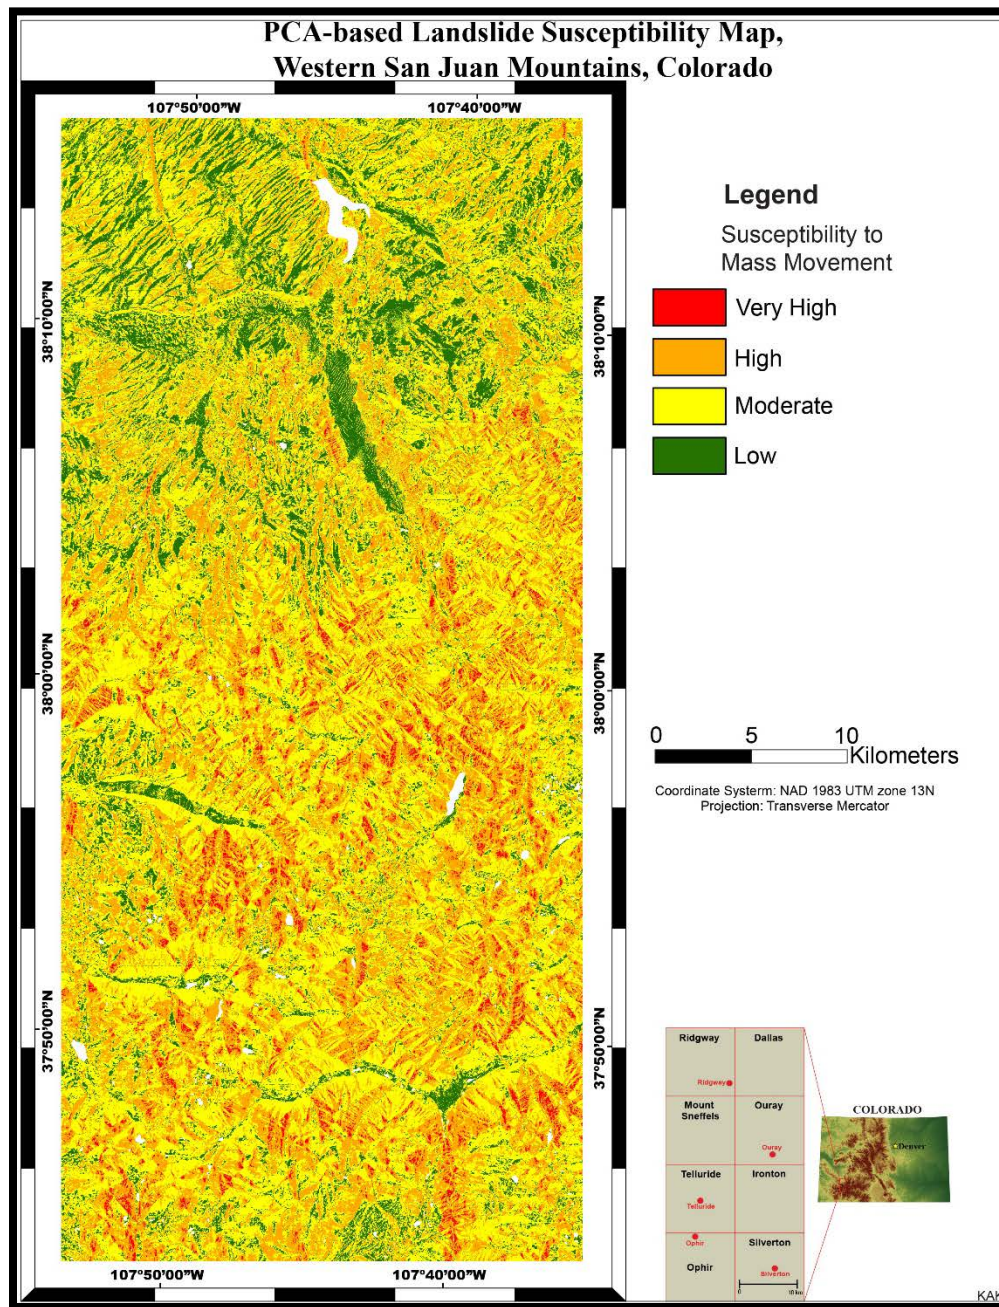 PCA-based Landslide Susceptibility Map,
Western San Juan Mountains, Colorado
107°50'00"W
107°40'00"W
38°10'00"N
38°10'00"N
38°00'00"N
38°00'00"N
37°50'00"N
37°50'00"N
107°50'00"W
107°40'00"W
Legend
Susceptibility to
Mass Movement
Very High
High
Moderate
Low
0 5 10
Kilometers
Coordinate Systerm: NAD 1983 UTM zone 13N
Projection: Transverse Mercator
Ridgway
Dallas
Ridgway
Mount
Sneffels
Ouray
Ouray
Telluride
Ironton
Telluride
Ophir
Silverton
Ophir
Silverton
0 10 km
COLORADO
Denver
KAK